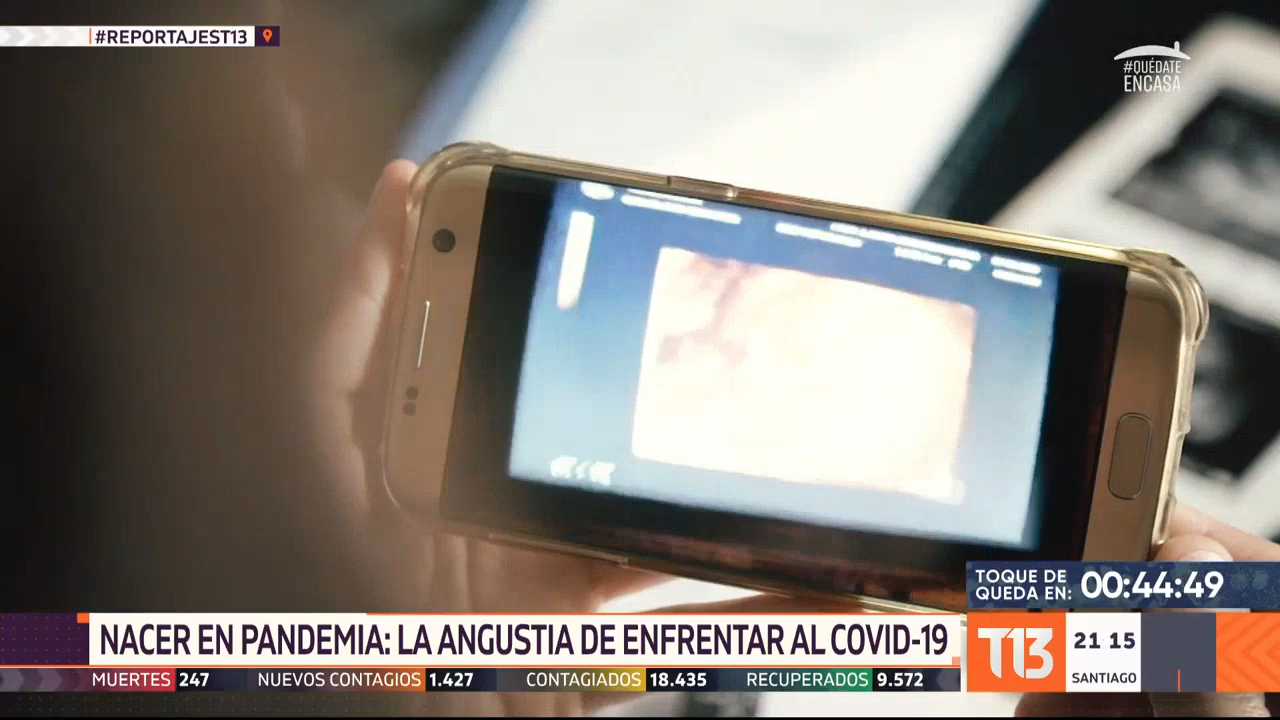 #REPORTAJEST13
#QUÉDATE
ENCASA
TOQUE DE
QUEDA EN: 00:44:49
NACER EN PANDEMIA: LA ANGUSTIA DE ENFRENTAR AL COVID-19
T13
21 15
SANTIAGO
MUERTES 247 NUEVOS CONTAGIOS 1.427 CONTAGIADOS 18.435 RECUPERADOS 9.572